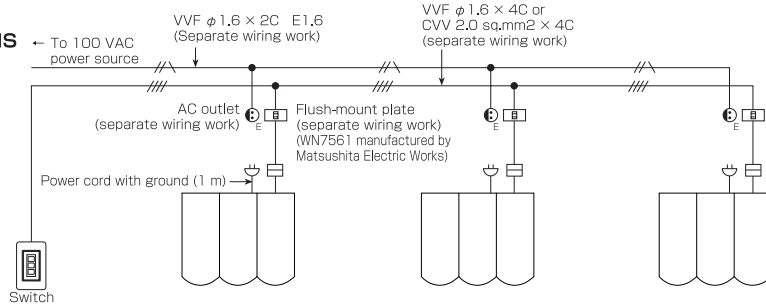 NS
← To 100 VAC
power source
VVF φ1.6 × 2C E1.6
(Separate wiring work)
VVF φ1.6 × 4C or
CVV 2.0 sq.mm2 × 4C
(separate wiring work)
AC outlet
(separate wiring work)
E
Flush-mount plate
(separate wiring work)
(WN7561 manufactured by
Matsushita Electric Works)
E
E
Power cord with ground (1 m)
Switch